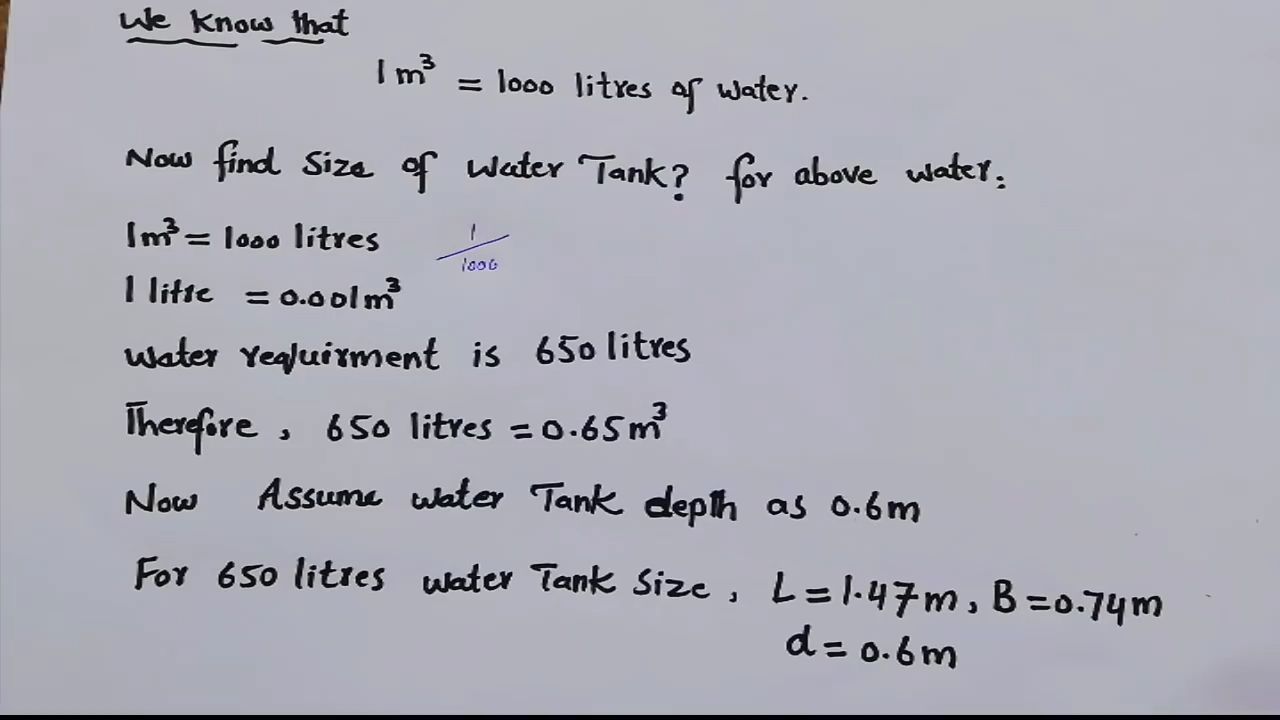 We know that
1m³ = 1000 litres of water.
Now find Size of Water Tank? for above water.
1m³ = 1000 litres
1/1000
1 litre = 0.001m³
water requirment is 650 litres
Therefore, 650 litres = 0.65m³
Now Assume water Tank depth as 0.6m
For 650 litres water Tank Size, L = 1.47m, B = 0.74m
d = 0.6m